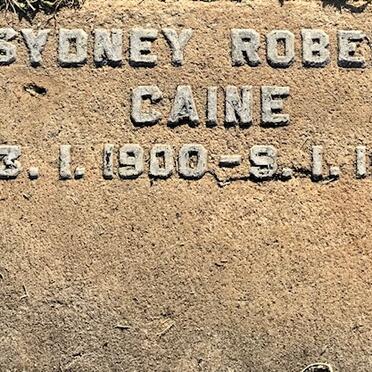 SYDNEY ROBE
CAINE
3.1.1900-9.1.1